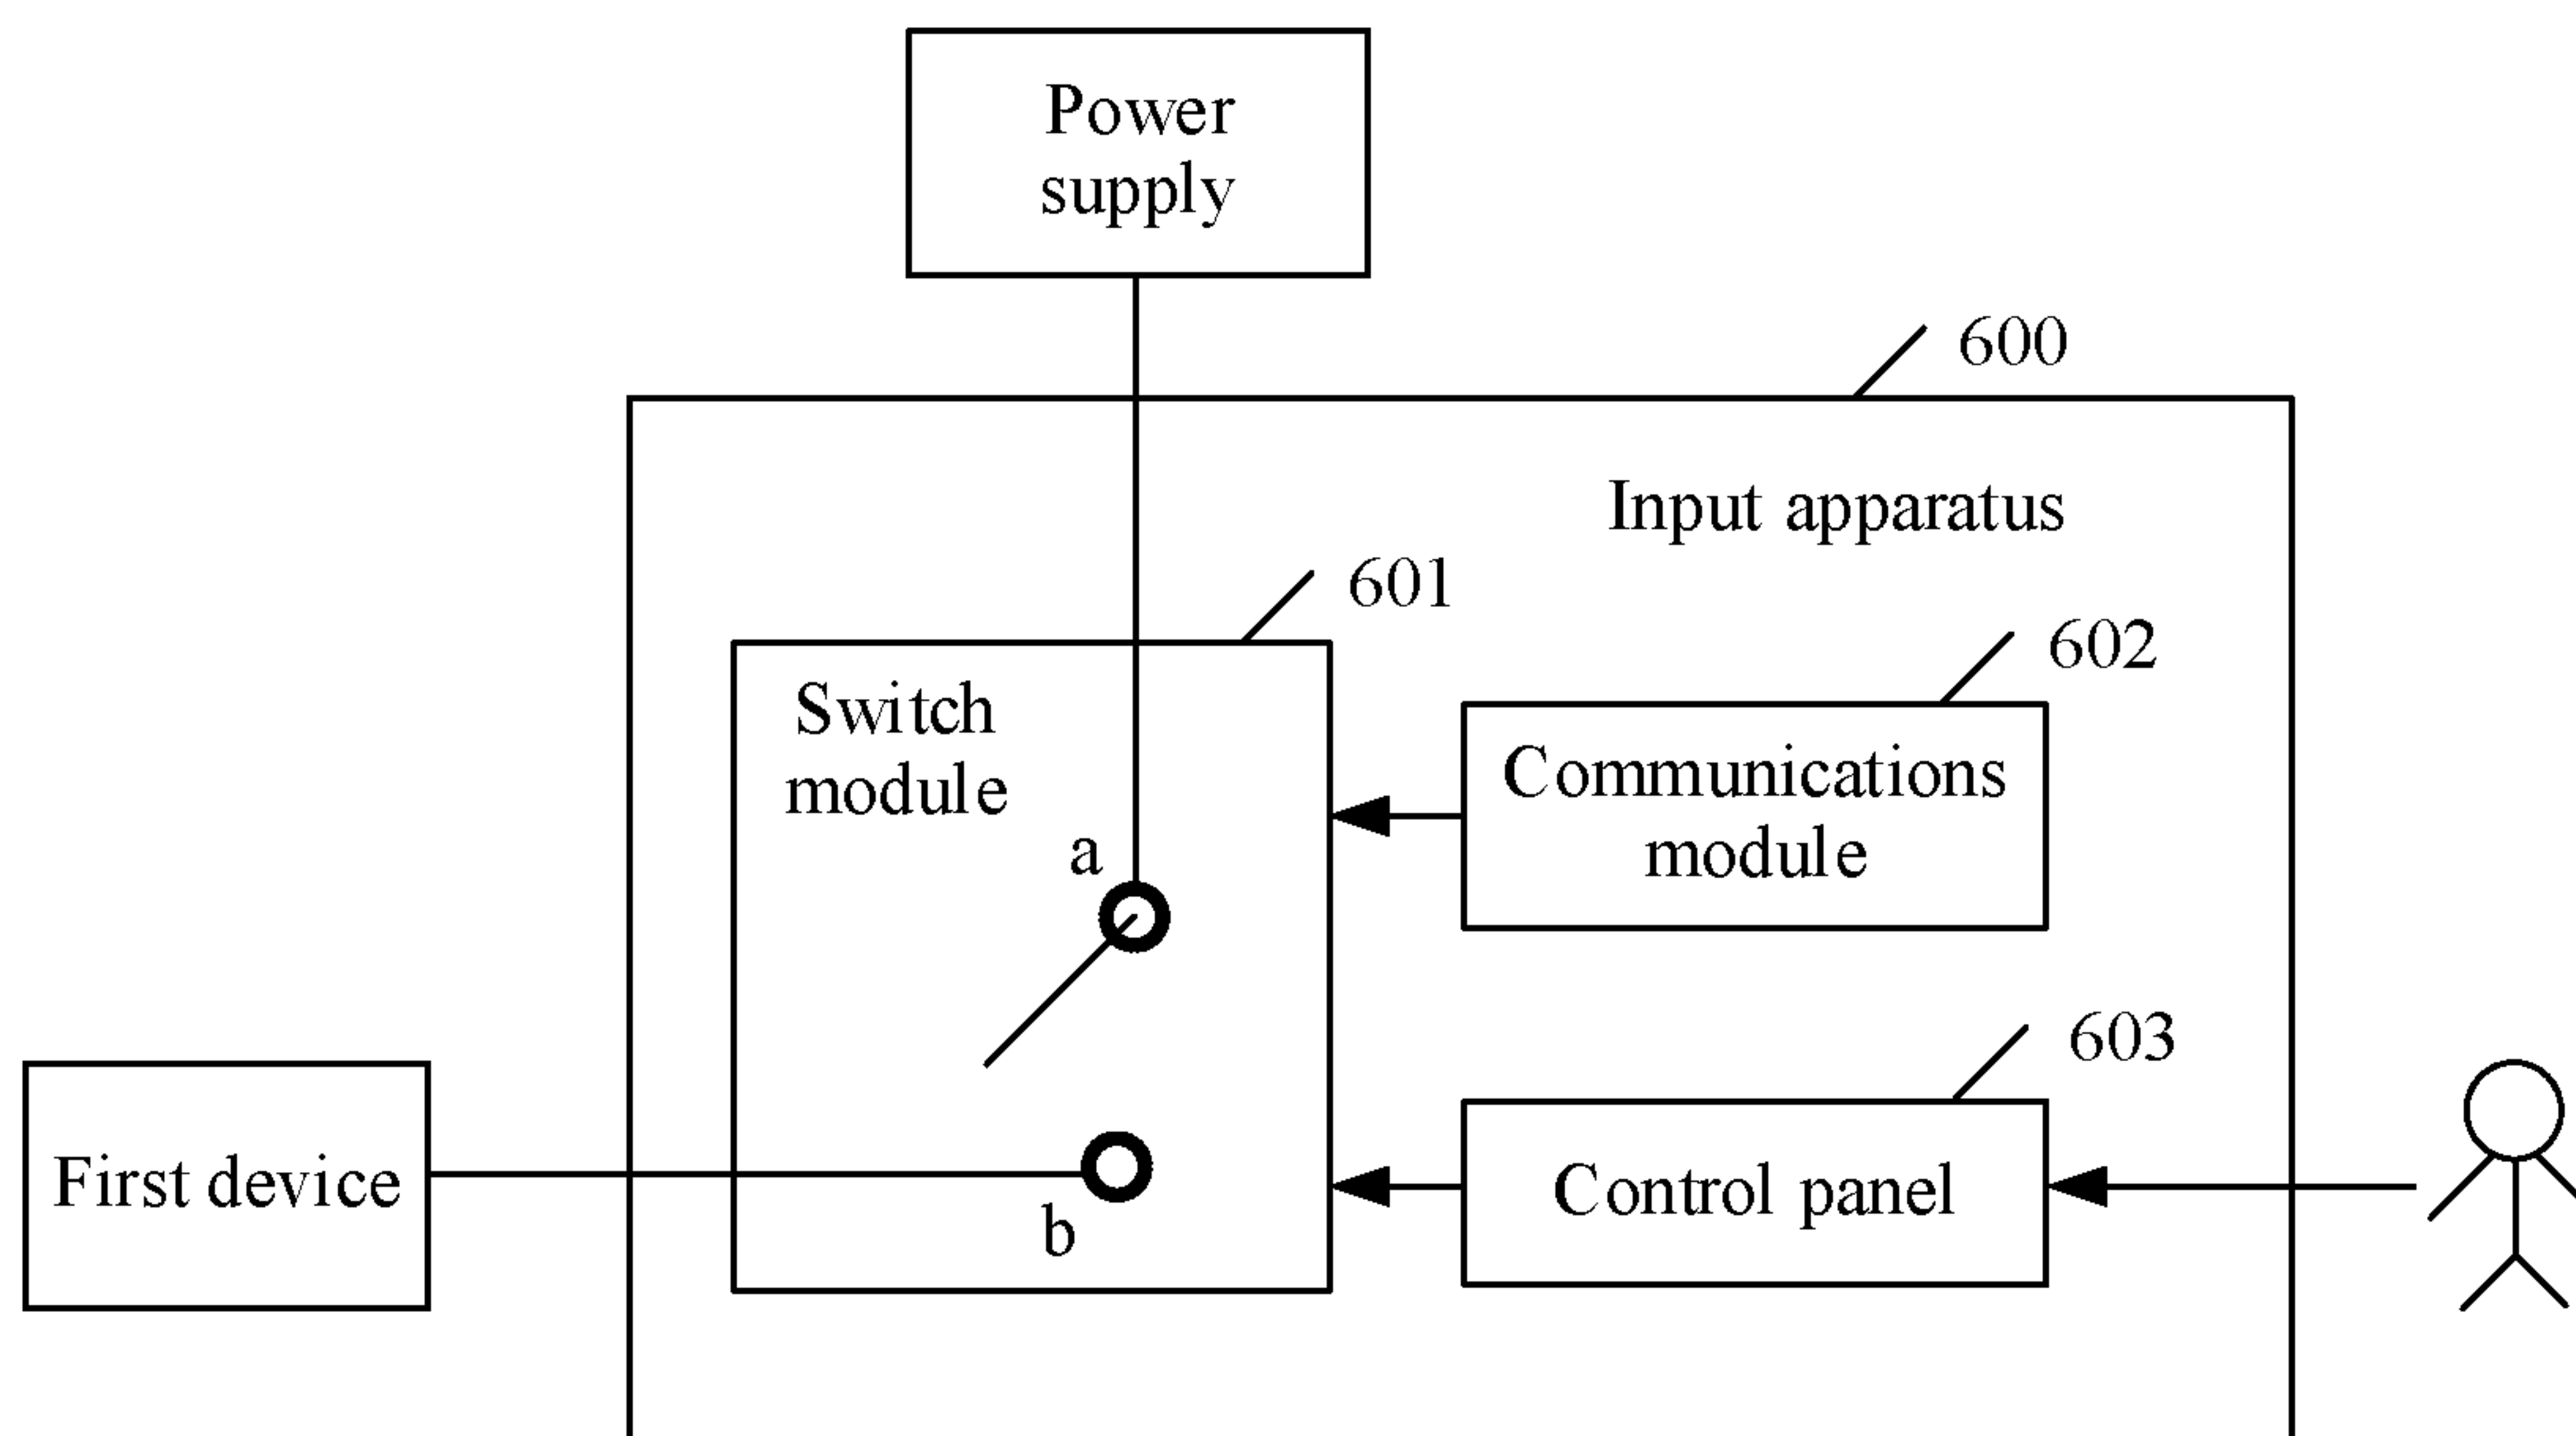 Power
supply
600
Input apparatus
601
602
Switch
module
Communications
module
a
603
First device
Control panel
b